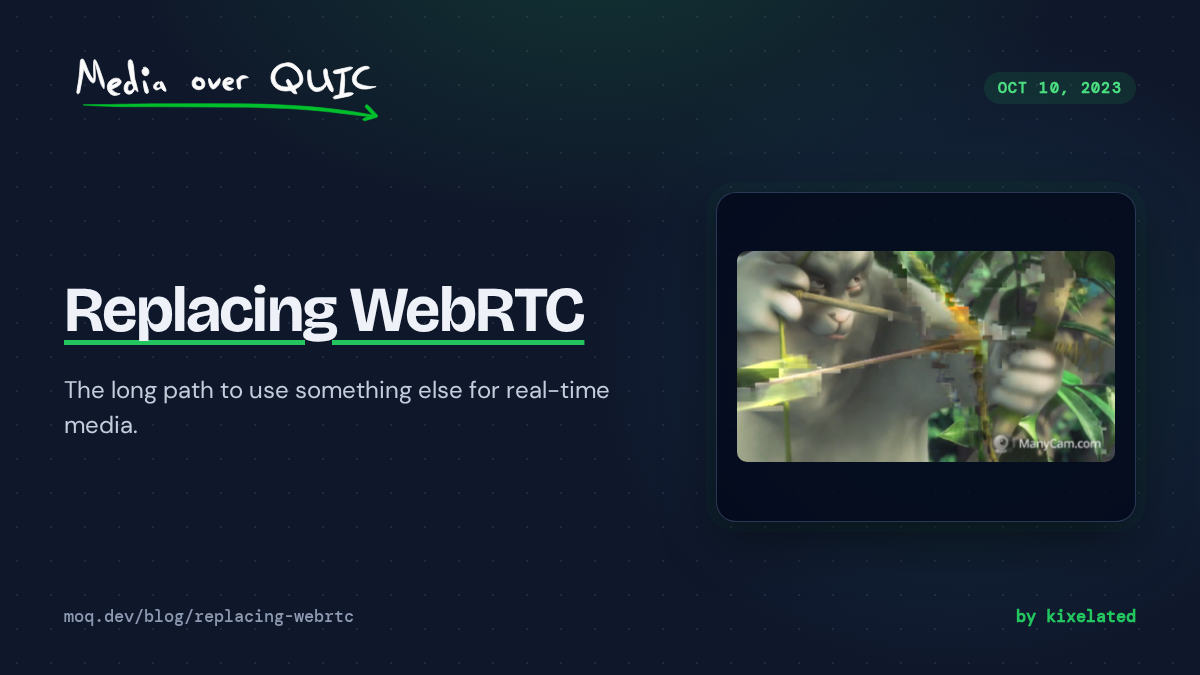 Media over QUIC
OCT 10, 2023
Replacing WebRTC
The long path to use something else for real-time
media.
ManyCam.com
moq.dev/blog/replacing-webrtc
by kixelated